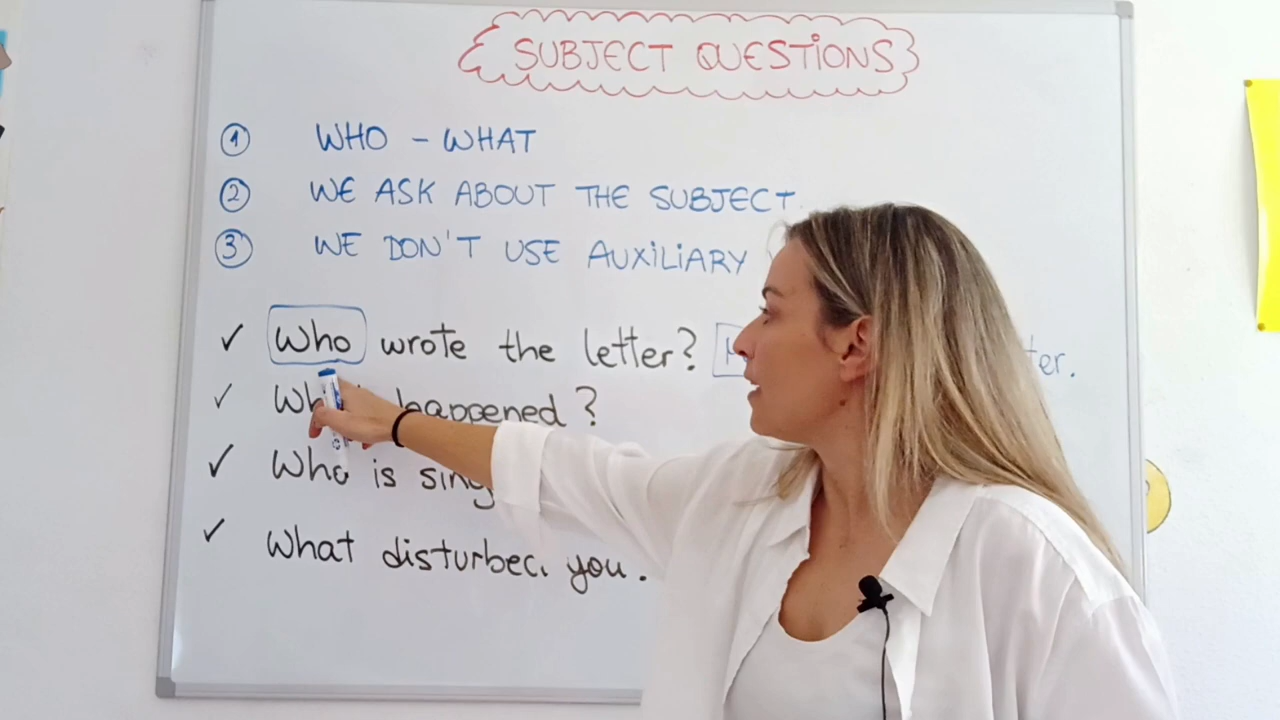 SUBJECT QUESTIONS
1 WHO - WHAT
2 WE ASK ABOUT THE SUBJECT
3 WE DON'T USE AUXILIARY
✓ Who wrote the letter?
✓ happened?
✓ Who is
✓ What you.